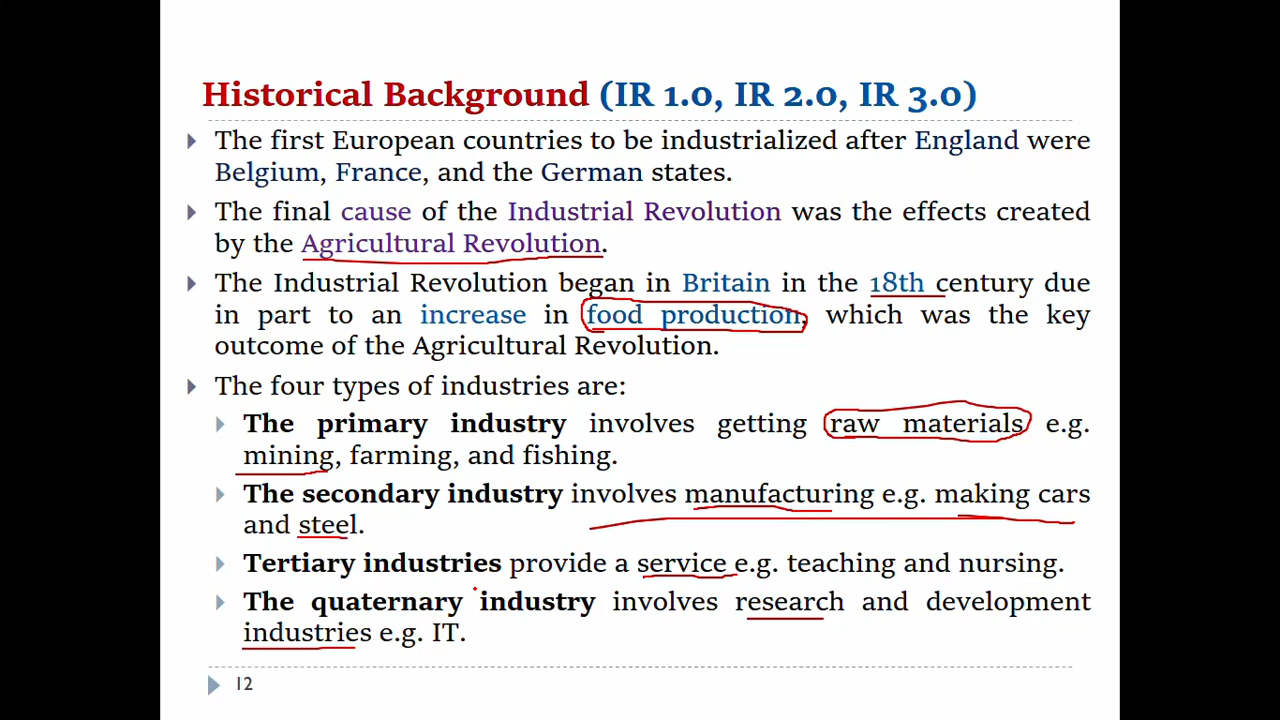 Historical Background (IR 1.0, IR 2.0, IR 3.0)
The first European countries to be industrialized after England were
Belgium, France, and the German states.
The final cause of the Industrial Revolution was the effects created
by the Agricultural Revolution.
The Industrial Revolution began in Britain in the 18th century due
in part to an increase in food production, which was the key
outcome of the Agricultural Revolution.
The four types of industries are:
The primary industry involves getting raw materials e.g.
mining, farming, and fishing.
The secondary industry involves manufacturing e.g. making cars
and steel.
Tertiary industries provide a service e.g. teaching and nursing.
The quaternary industry involves research and development
industries e.g. IT.
12